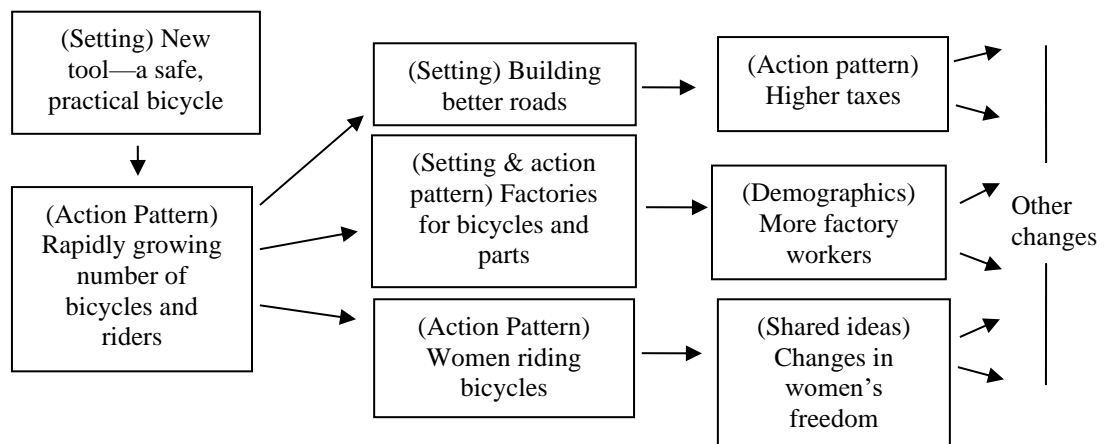 (Setting) New
tool—a safe,
practical bicycle
(Action Pattern)
Rapidly growing
number of
bicycles and
riders
(Setting) Building
better roads
(Setting & action
pattern) Factories
for bicycles and
parts
(Action Pattern)
Women riding
bicycles
(Action pattern)
Higher taxes
(Demographics)
More factory
workers
(Shared ideas)
Changes in
women’s
freedom
Other
changes